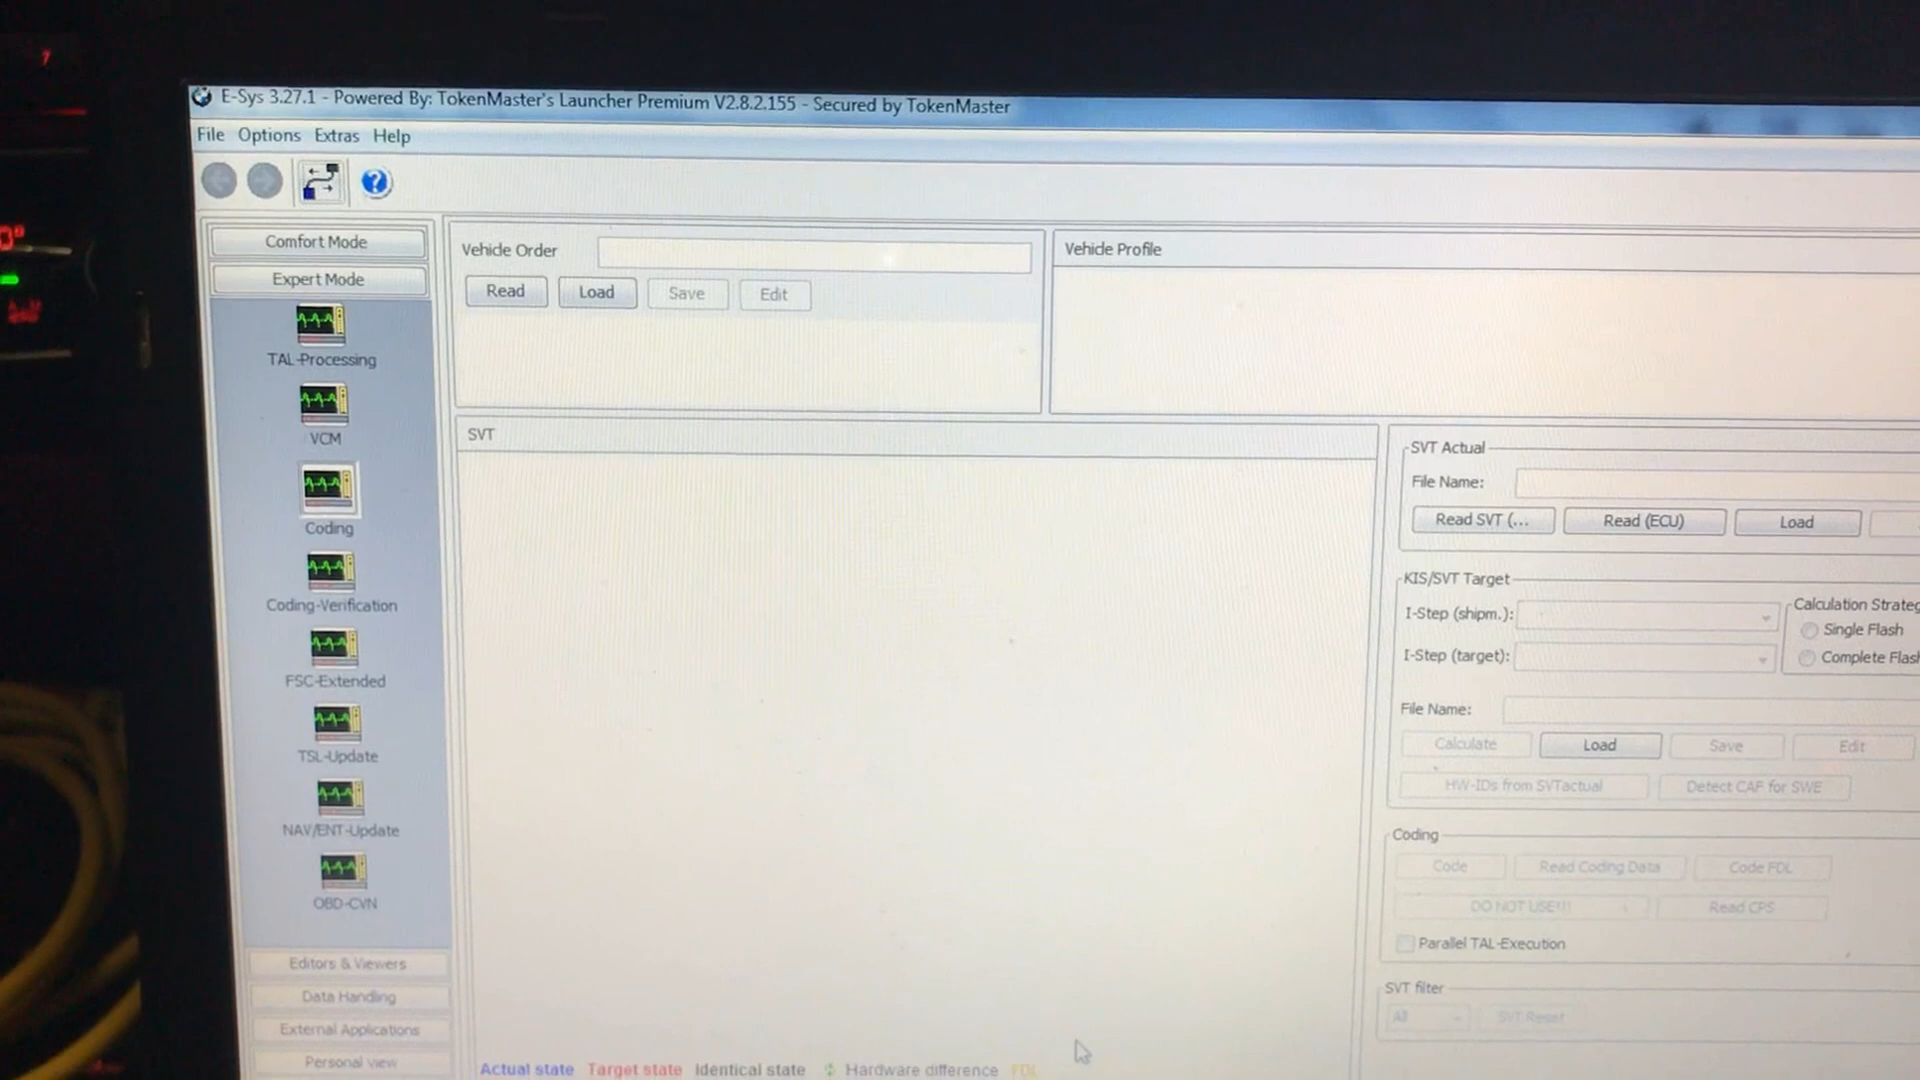 E-Sys 3.27.1 - Powered By: TokenMaster's Launcher Premium V2.8.2.155 - Secured by TokenMaster
File Options Extras Help
Comfort Mode
Expert Mode
TAL-Processing
VCM
Coding
Coding-Verification
FSC-Extended
TSL-Update
NAV/ENT-Update
OBD-CVN
Editors & Viewers
Data Handling
External Applications
Personal view
Vehicle Order
Read Load Save Edit
Vehicle Profile
SVT
Actual state Target state Identical state Hardware difference FDL
SVT Actual
File Name:
Read SVT (... Read (ECU) Load
KIS/SVT Target
I-Step (shipm.):
I-Step (target):
Calculation Strateg
Single Flash
Complete Flash
File Name:
Calculate Load Save Edit
HW-IDs from SVTactual Detect CAF for SWE
Coding
Code Read Coding Data Code FDL
DO NOT USE!!! Read CPS
Parallel TAL-Execution
SVT filter
All SVT Reset